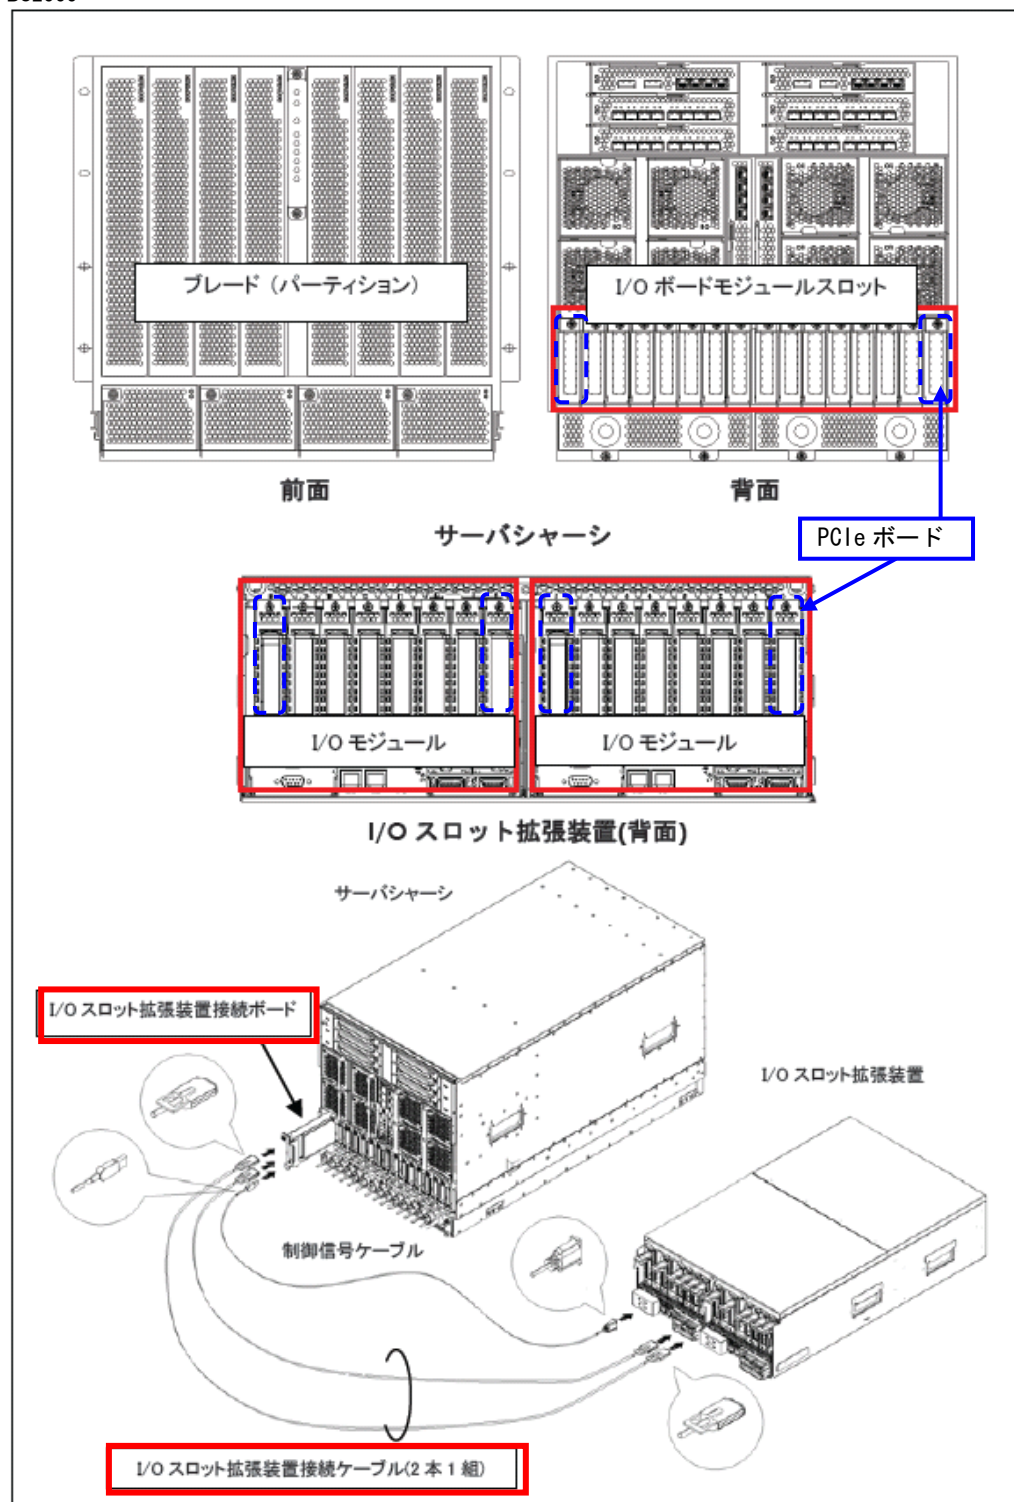 ブレード（パーティション）
I/O ボードモジュールスロット
前面
背面
サーバシャーシ
PCIe ボード
I/O モジュール
I/O モジュール
I/O スロット拡張装置(背面)
サーバシャーシ
I/O スロット拡張装置接続ボード
I/O スロット拡張装置
制御信号ケーブル
I/O スロット拡張装置接続ケーブル(2 本 1 組)